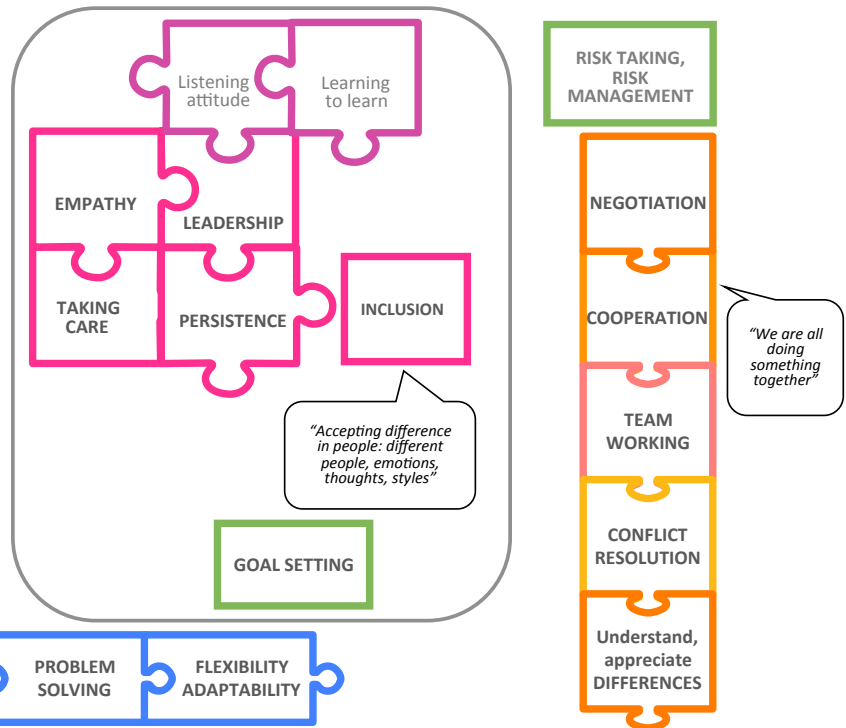 Listening
attitude
Learning
to learn
EMPATHY
LEADERSHIP
TAKING
CARE
PERSISTENCE
INCLUSION
“Accepting difference
in people: different
people, emotions,
thoughts, styles”
GOAL SETTING
PROBLEM
SOLVING
FLEXIBILITY
ADAPTABILITY
RISK TAKING,
RISK
MANAGEMENT
NEGOTIATION
COOPERATION
“We are all
doing
something
together”
TEAM
WORKING
CONFLICT
RESOLUTION
Understand,
appreciate
DIFFERENCES